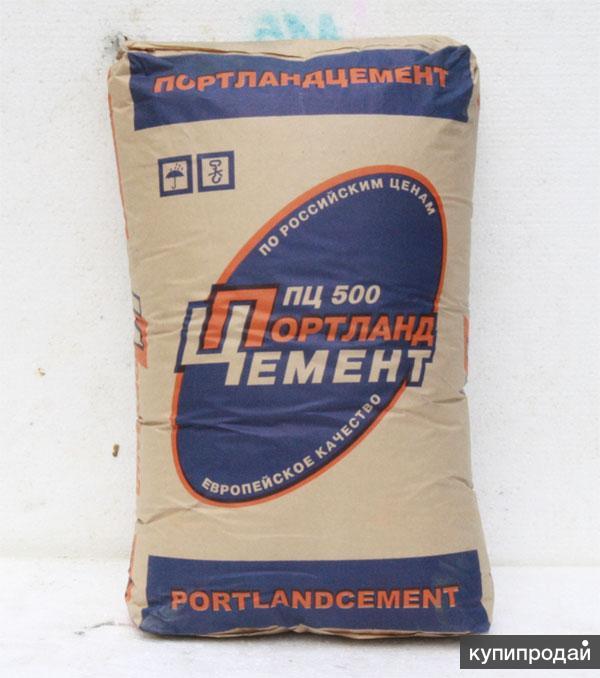 ПОРТЛАНДЦЕМЕНТ
ПО РОССИЙСКИМ ЦЕНАМ
ПЦ 500
ПОРТЛАНД
ЦЕМЕНТ
ЕВРОПЕЙСКОЕ КАЧЕСТВО
PORTLANDCEMENT
купипродай